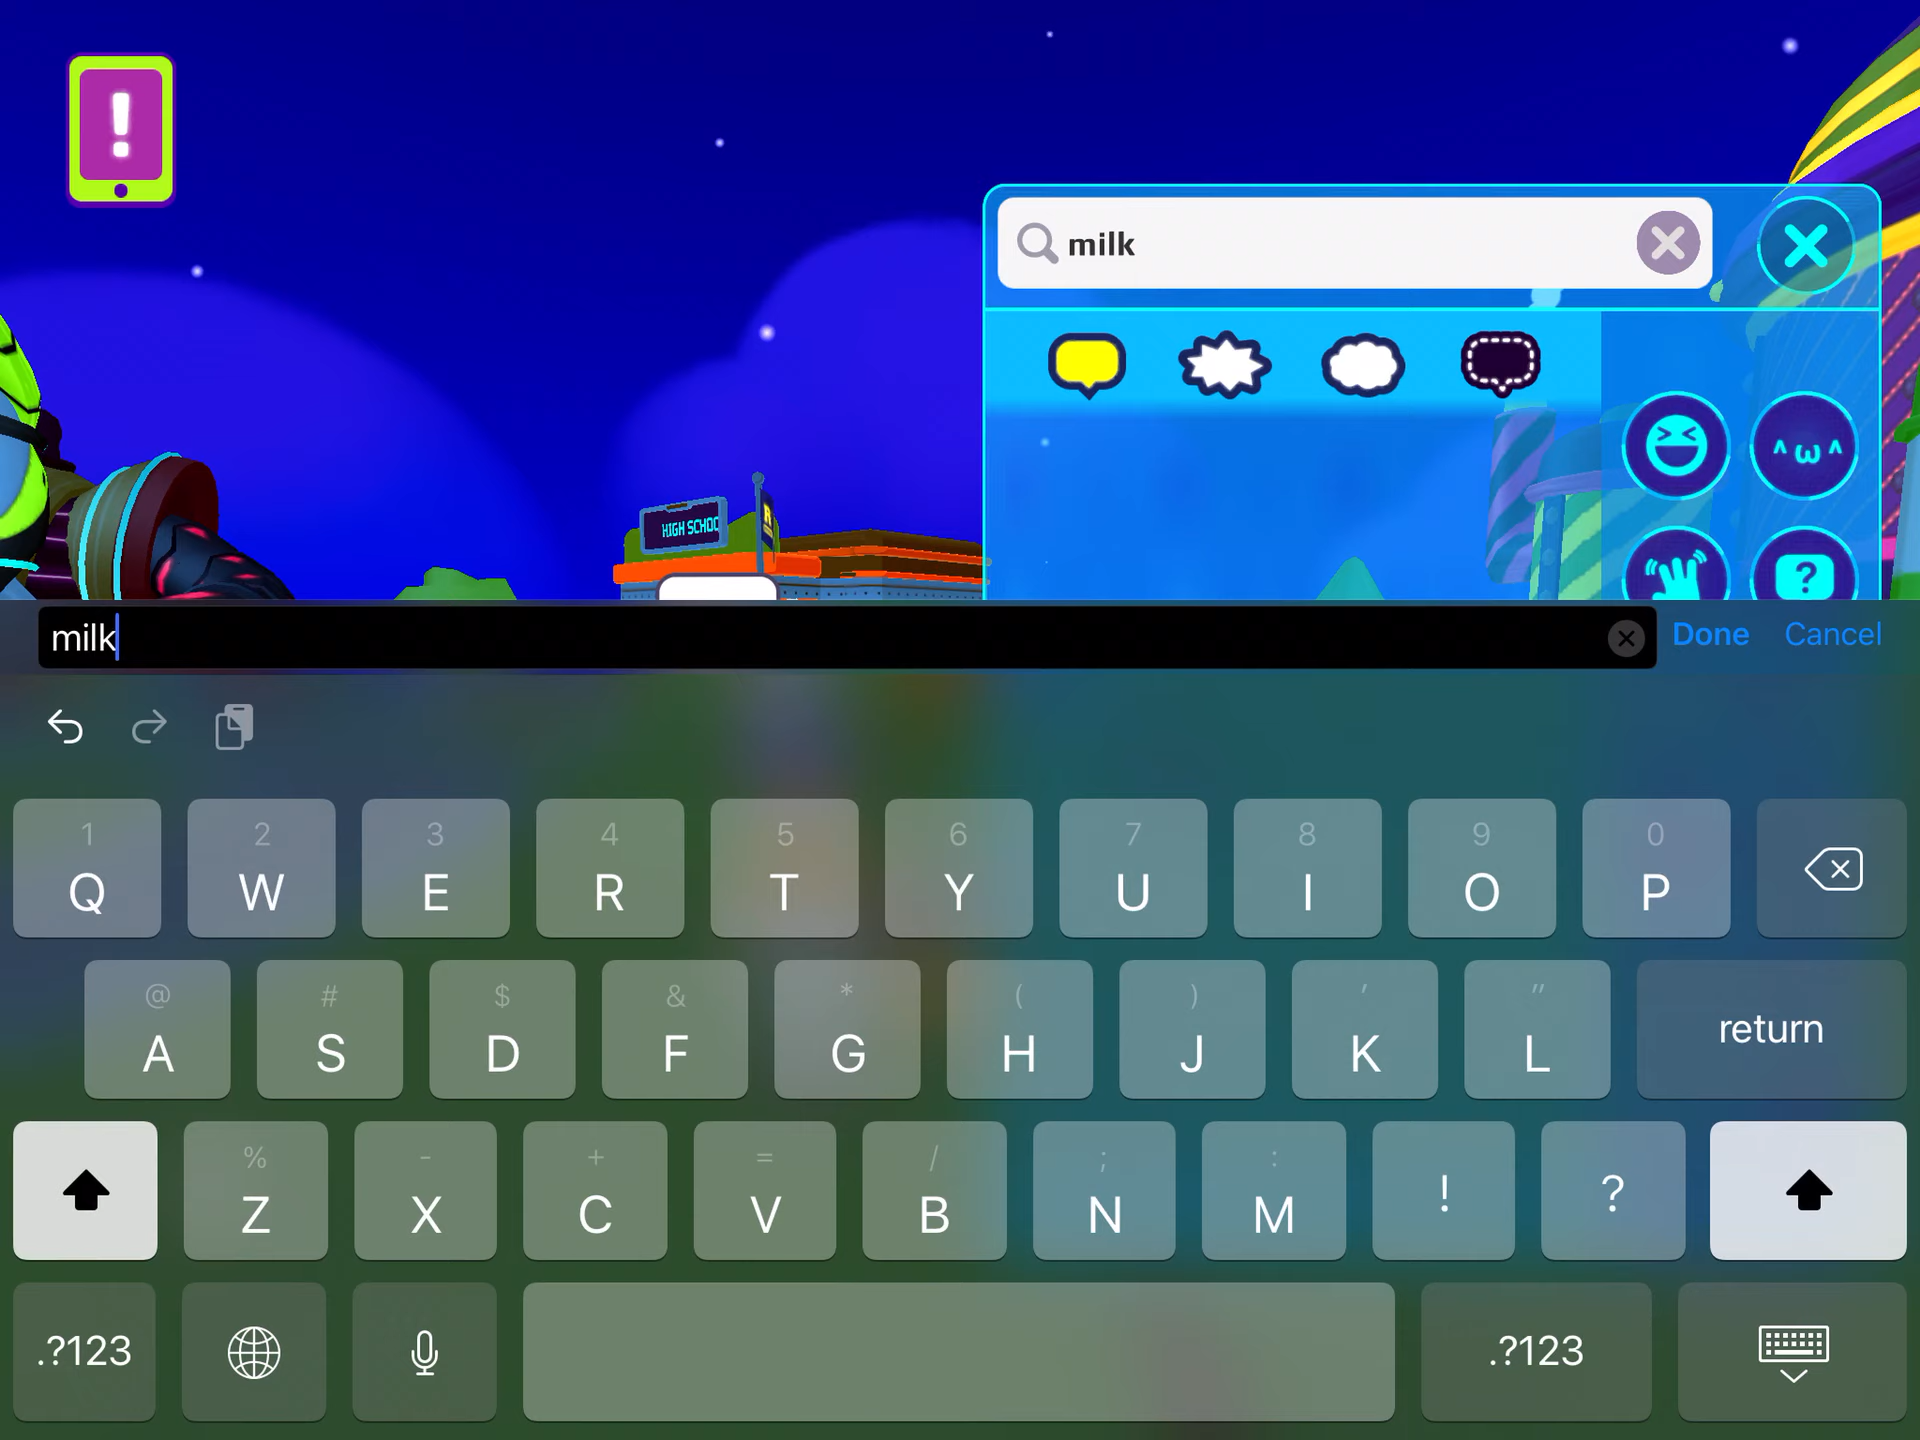 !
milk
^ω^
HIGH SCHOO
R
?
milk
Done
Cancel
1 2 3 4 5 6 7 8 9 0
Q W E R T Y U I O P
@ # $ & * ( ) ' "
A S D F G H J K L return
% - + = / ; :
Z X C V B N M ! ?
.?123 .?123